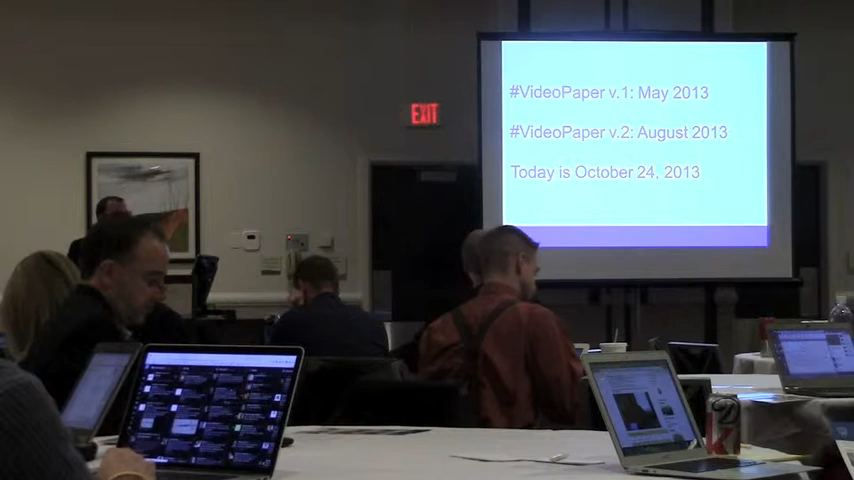 #VideoPaper v.1: May 2013
#VideoPaper v.2: August 2013
Today is October 24, 2013
EXIT